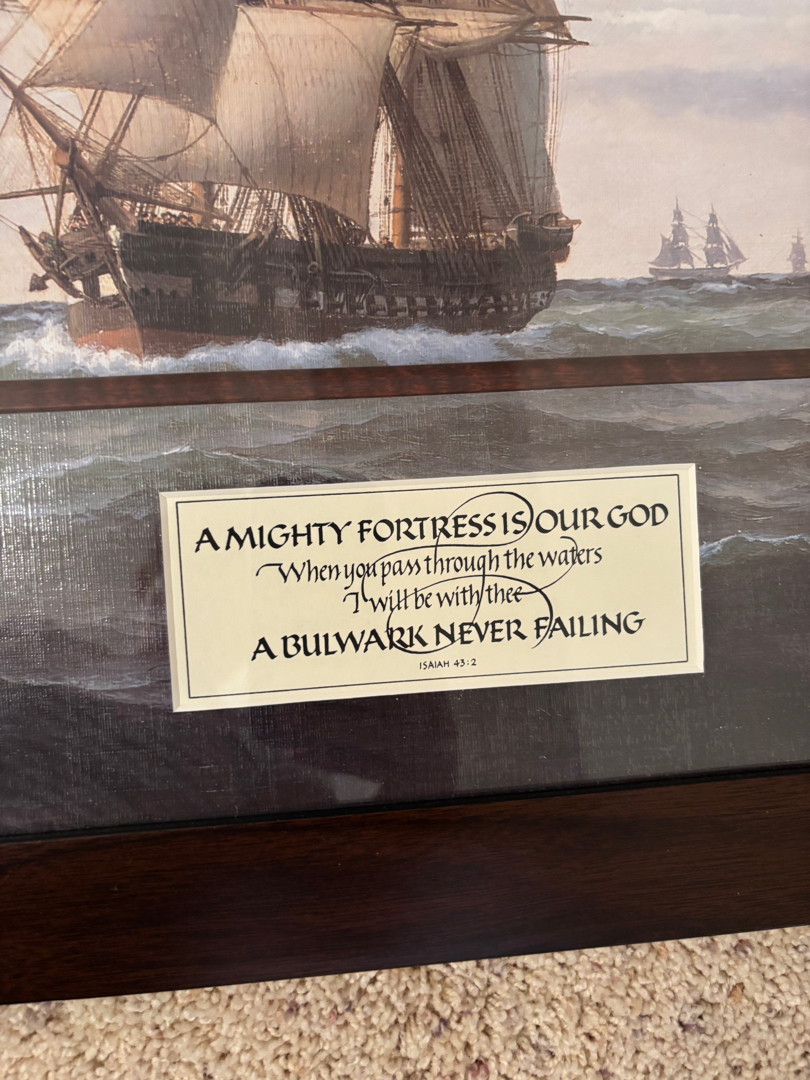 A MIGHTY FORTRESS IS OUR GOD
When you pass through the waters
I will be with thee
A BULWARK NEVER FAILING
ISAIAH 43:2